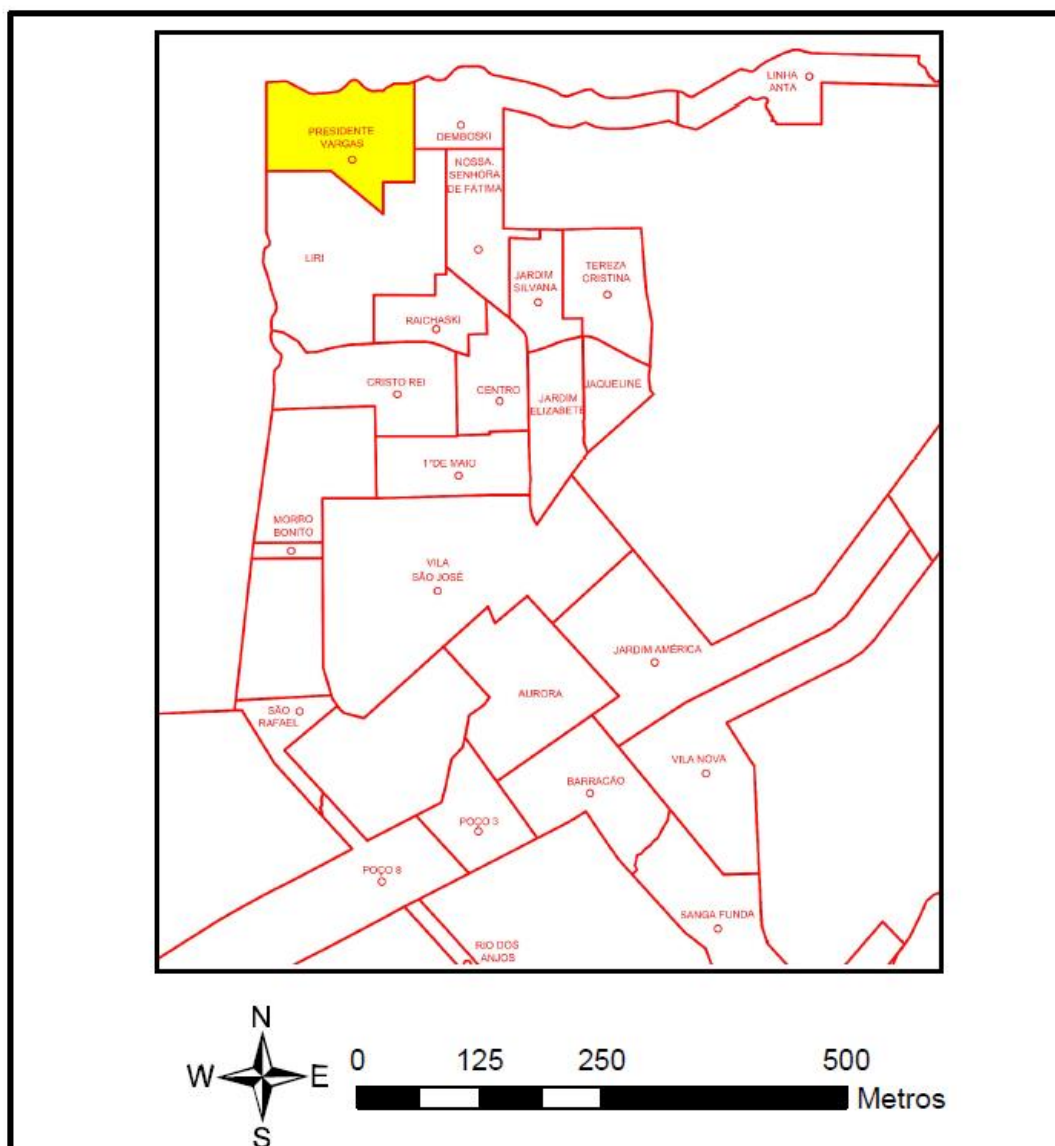 LINHA
ANTA
PRESIDENTE
VARGAS
DEMBOSKI
NOSSA.
SENHORA
DE FÁTIMA
LIRI
JARDIM
SILVANA
TEREZA
CRISTINA
RAICHASKI
CRISTO REI
CENTRO
JARDIM
ELIZABETE
JAQUELINE
1°DE MAIO
MORRO
BONITO
VILA
SÃO JOSÉ
JARDIM AMÉRICA
AURORA
SÃO
RAFAEL
VILA NOVA
BARRACÃO
POÇO 3
POÇO 8
SANGA FUNDA
RIO DOS
ANJOS
N
W E
S
0 125 250 500
Metros